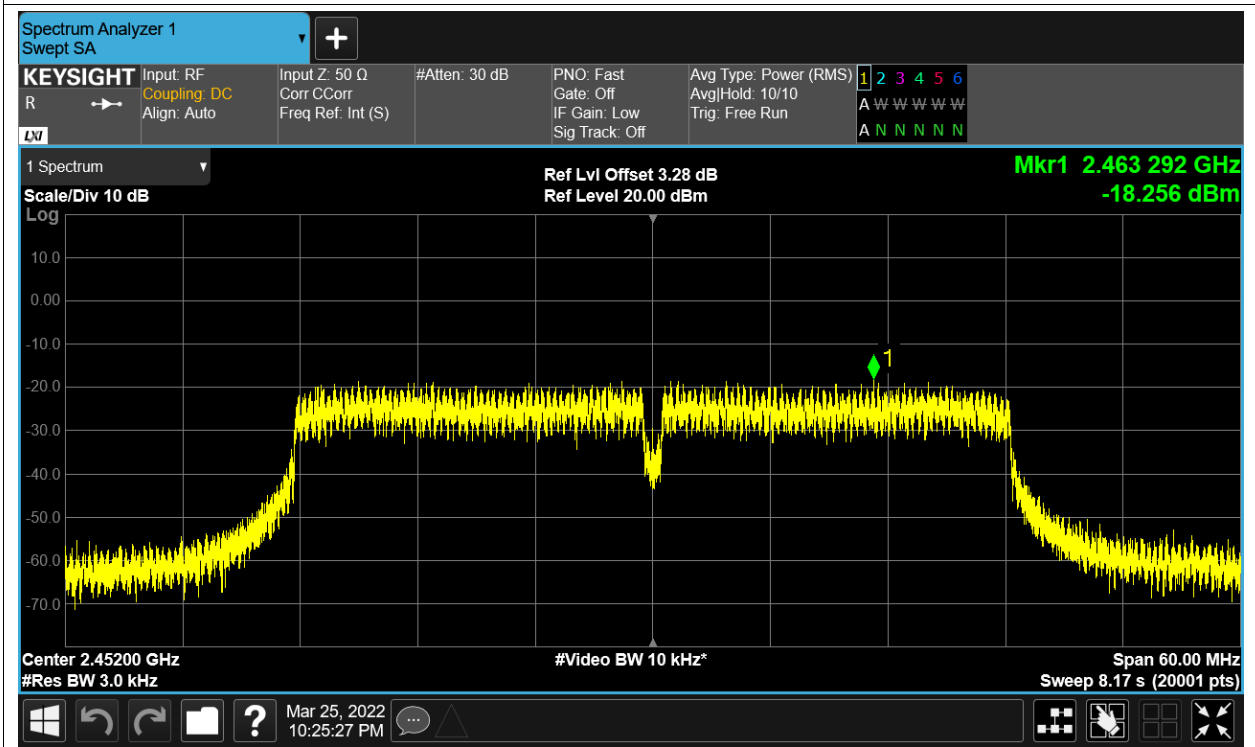 Spectrum Analyzer 1
Swept SA
KEYSIGHT
R
LXI
Input: RF
Coupling: DC
Align: Auto
Input Z: 50 Ω
Corr CCorr
Freq Ref: Int (S)
#Atten: 30 dB
PNO: Fast
Gate: Off
IF Gain: Low
Sig Track: Off
Avg Type: Power (RMS)
Avg|Hold: 10/10
Trig: Free Run
1 2 3 4 5 6
A W W W W W
A N N N N N
1 Spectrum
Scale/Div 10 dB
Log
Ref Lvl Offset 3.28 dB
Ref Level 20.00 dBm
Mkr1 2.463 292 GHz
-18.256 dBm
10.0
0.00
-10.0
1
-20.0
-30.0
-40.0
-50.0
-60.0
-70.0
Center 2.45200 GHz
#Res BW 3.0 kHz
#Video BW 10 kHz*
Span 60.00 MHz
Sweep 8.17 s (20001 pts)
?
Mar 25, 2022
10:25:27 PM